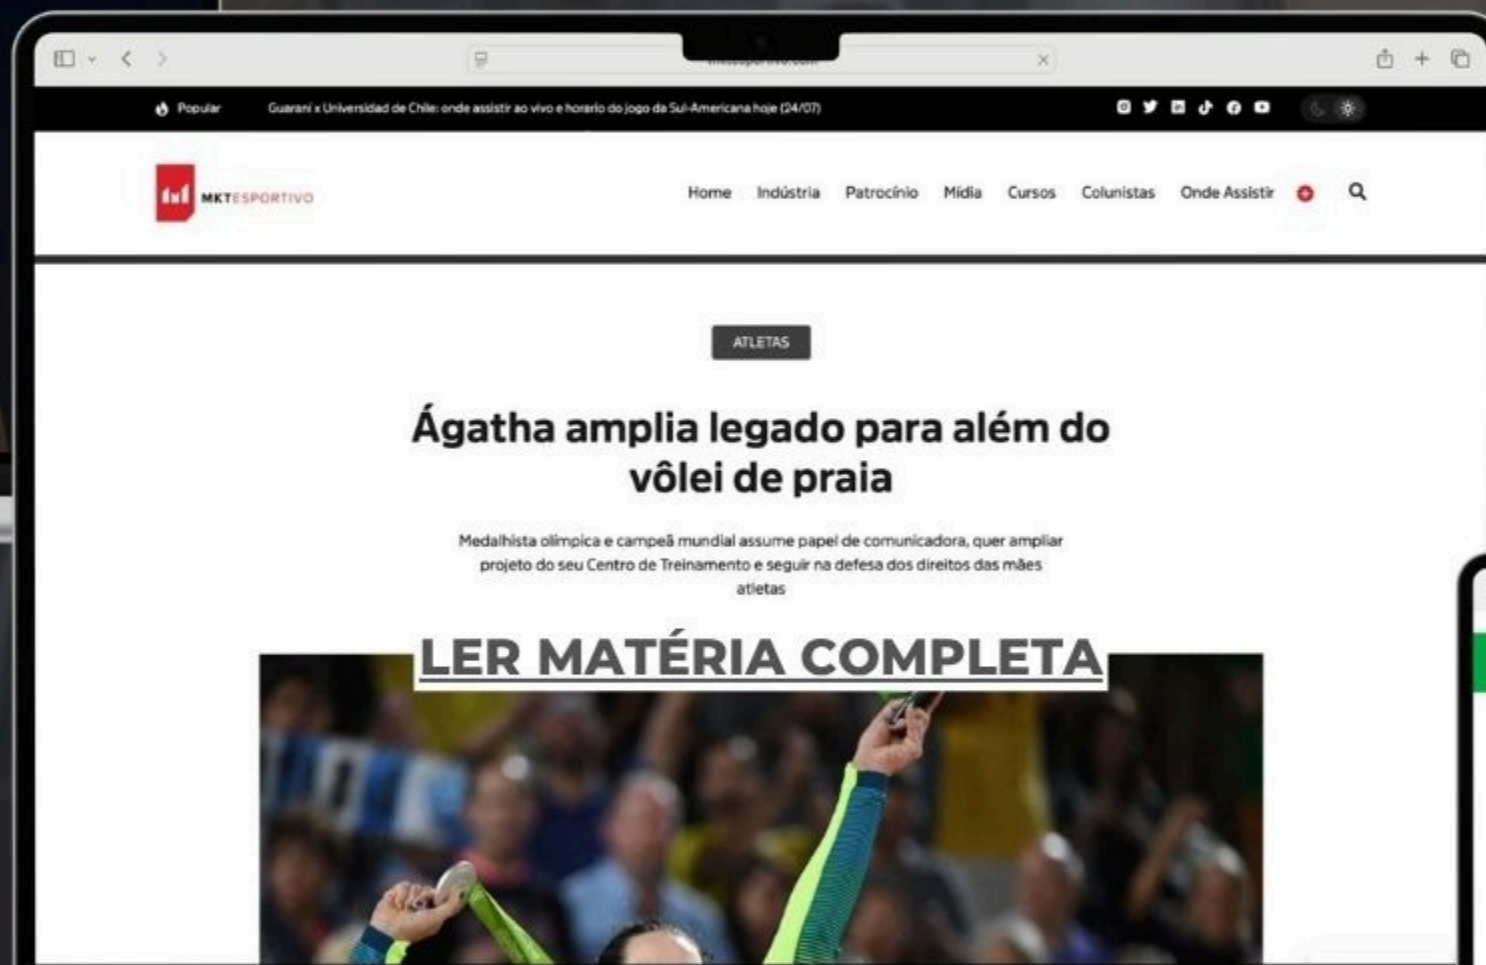 Popular
Guaraní x Universidad de Chile: onde assistir ao vivo e horario do jogo da Sul-Americana hoje (24/07)
MKTESPORTIVO
Home Indústria Patrocínio Mídia Cursos Colunistas Onde Assistir
ATLETAS
Ágatha amplia legado para além do
vôlei de praia
Medalhista olímpica e campeã mundial assume papel de comunicadora, quer ampliar
projeto do seu Centro de Treinamento e seguir na defesa dos direitos das mães
atletas
LER MATÉRIA COMPLETA